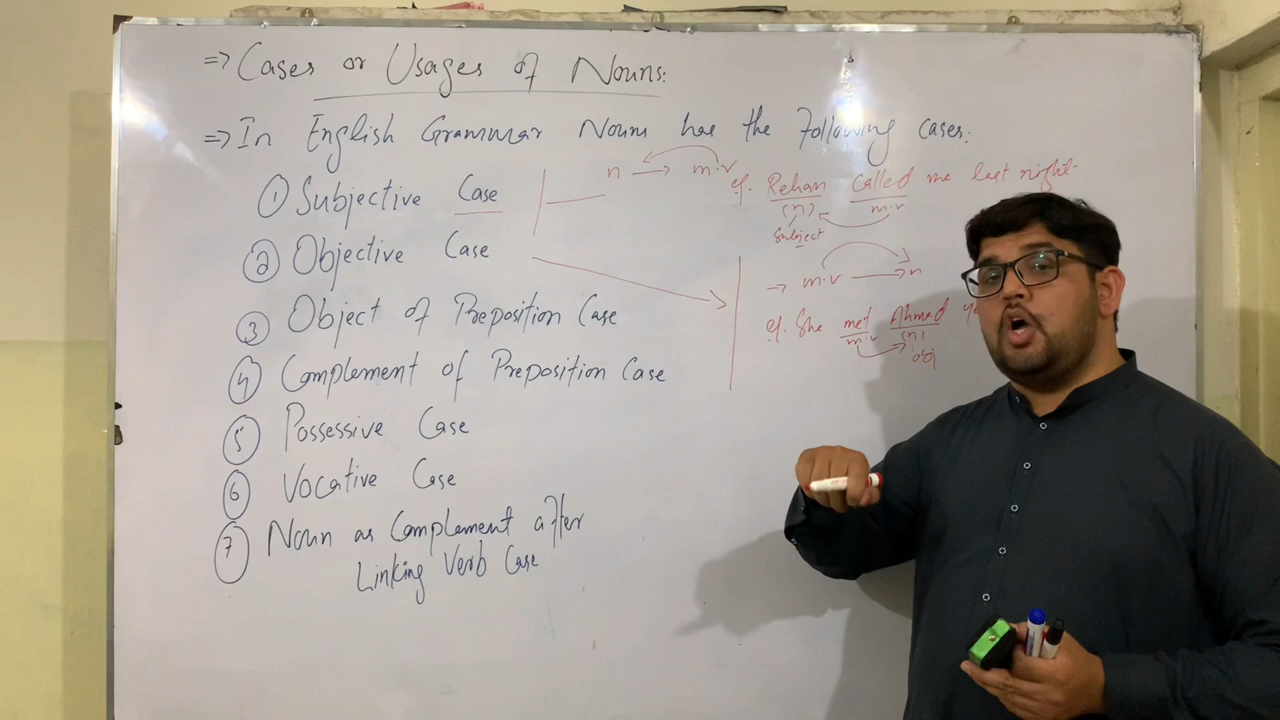 ⇒ Cases or Usages of Nouns:
⇒ In English Grammar Nouns has the Following cases:
① Subjective Case
n → m.v
eg. Rehan Called me last night.
(n) m.v
Subject
② Objective Case
→ m.v → n
eg. She met Ahmed
m.v (n)
obj
③ Object of Preposition Case
④ Complement of Preposition Case
⑤ Possessive Case
⑥ Vocative Case
⑦ Noun as Complement after
Linking Verb Case